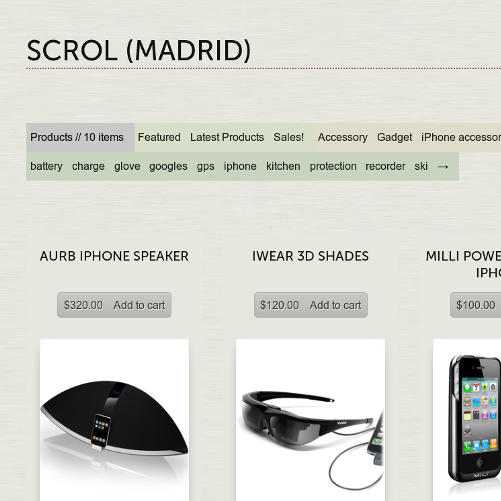 SCROL (MADRID)
Products // 10 items Featured Latest Products Sales! Accessory Gadget iPhone accessor
battery charge glove googles gps iphone kitchen protection recorder ski →
AURB IPHONE SPEAKER IWEAR 3D SHADES MILLI POWE
IPH
$320.00 Add to cart $120.00 Add to cart $100.00
MiLi